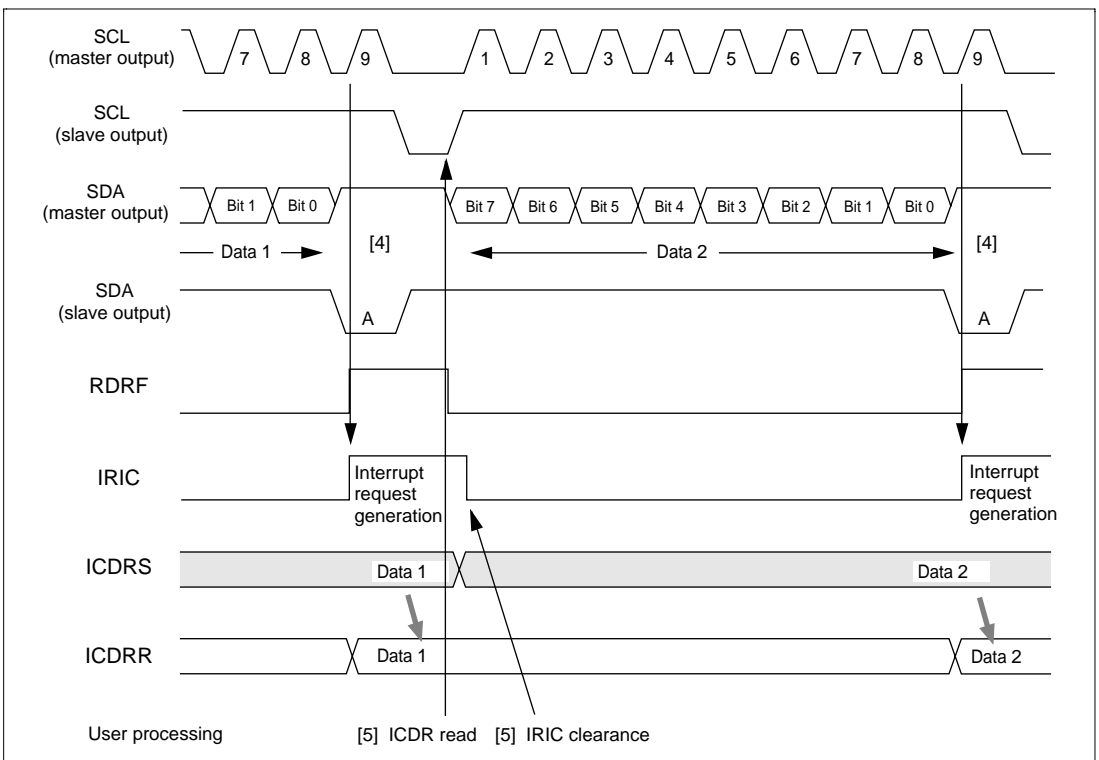 SCL
(master output)
7 8 9 1 2 3 4 5 6 7 8 9
SCL
(slave output)
SDA
(master output)
Bit 1 Bit 0 Bit 7 Bit 6 Bit 5 Bit 4 Bit 3 Bit 2 Bit 1 Bit 0
Data 1 [4] Data 2 [4]
SDA
(slave output)
A A
RDRF
IRIC
Interrupt
request
generation
Interrupt
request
generation
ICDRS
Data 1 Data 2
ICDRR
Data 1 Data 2
User processing [5] ICDR read [5] IRIC clearance